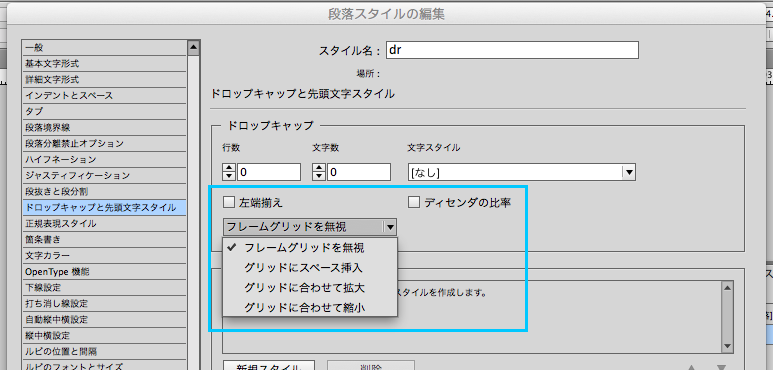 段落スタイルの編集
スタイル名： dr
場所：
一般
基本文字形式
詳細文字形式
インデントとスペース
タブ
段落境界線
段落分離禁止オプション
ハイフネーション
ジャスティフィケーション
段抜きと段分割
ドロップキャップと先頭文字スタイル
正規表現スタイル
箇条書き
文字カラー
OpenType 機能
下線設定
打ち消し線設定
自動縦中横設定
縦中横設定
ルビの位置と間隔
ルビのフォントとサイズ
ドロップキャップと先頭文字スタイル
ドロップキャップ
行数 文字数 文字スタイル
0 0 [なし]
左端揃え ディセンダの比率
フレームグリッドを無視
フレームグリッドを無視
グリッドにスペース挿入
グリッドに合わせて拡大
グリッドに合わせて縮小
スタイルを作成します。
新規スタイル 削除